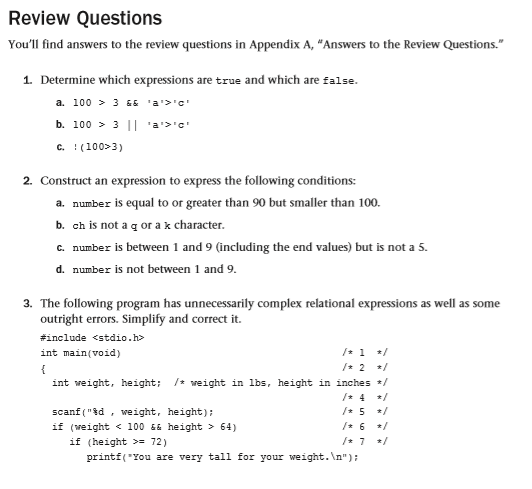 Review Questions
You'll find answers to the review questions in Appendix A, "Answers to the Review Questions."
1. Determine which expressions are true and which are false.
a. 100 > 3 && 'a'>'c'
b. 100 > 3 || 'a'>'c'
c. !(100>3)
2. Construct an expression to express the following conditions:
a. number is equal to or greater than 90 but smaller than 100.
b. ch is not a q or a k character.
c. number is between 1 and 9 (including the end values) but is not a 5.
d. number is not between 1 and 9.
3. The following program has unnecessarily complex relational expressions as well as some
outright errors. Simplify and correct it.
#include <stdio.h>
int main(void) /* 1 */
{ /* 2 */
int weight, height; /* weight in lbs, height in inches */
/* 4 */
scanf("%d , weight, height); /* 5 */
if (weight < 100 && height > 64) /* 6 */
if (height >= 72) /* 7 */
printf("You are very tall for your weight.\n");